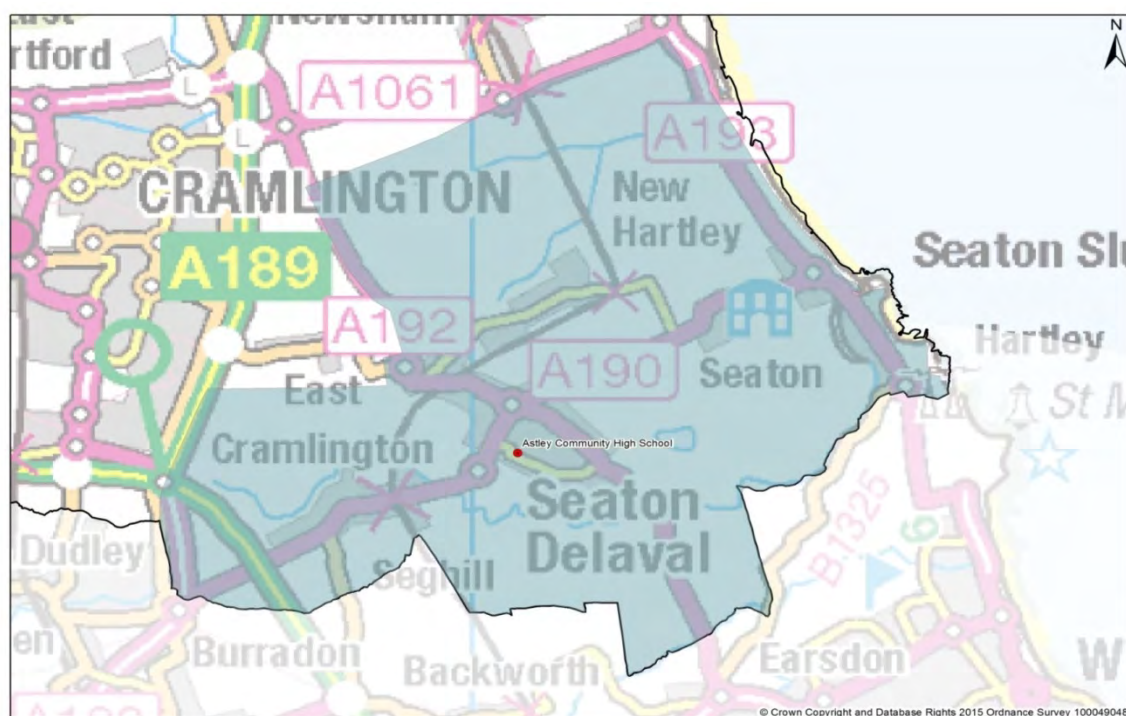 N
A1061
A193
CRAMLINGTON
New
Hartley
A189
Seaton Slu
A192
Hartley
A190
Seaton
East
St M
Cramlington
Astley Community High School
Seaton
Delaval
B1325
9
Dudley
Seghill
Burradon
Backworth
Earsdon
W
© Crown Copyright and Database Rights 2015 Ordnance Survey 100049048